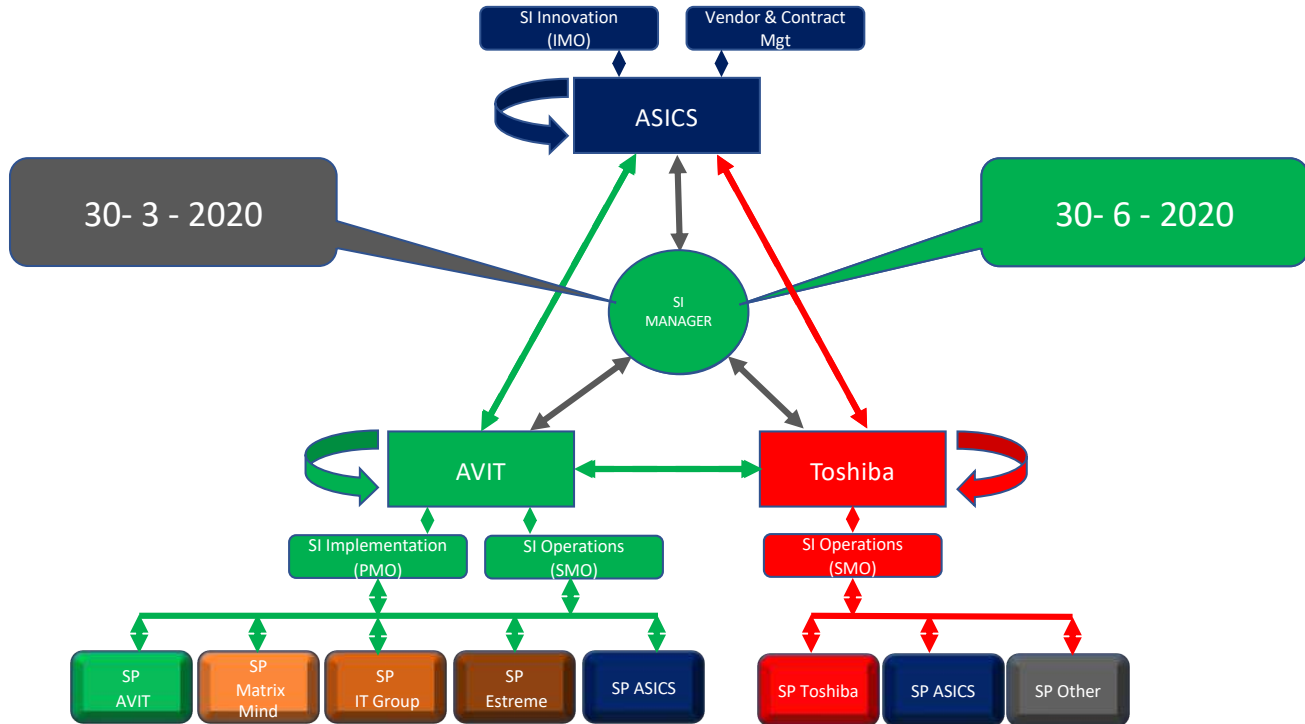 SI Innovation
(IMO)
Vendor & Contract
Mgt
ASICS
30- 3 - 2020
30- 6 - 2020
SI
MANAGER
AVIT
Toshiba
SI Implementation
(PMO)
SI Operations
(SMO)
SI Operations
(SMO)
SP
AVIT
SP
Matrix
Mind
SP
IT Group
SP
Estreme
SP ASICS
SP Toshiba
SP ASICS
SP Other